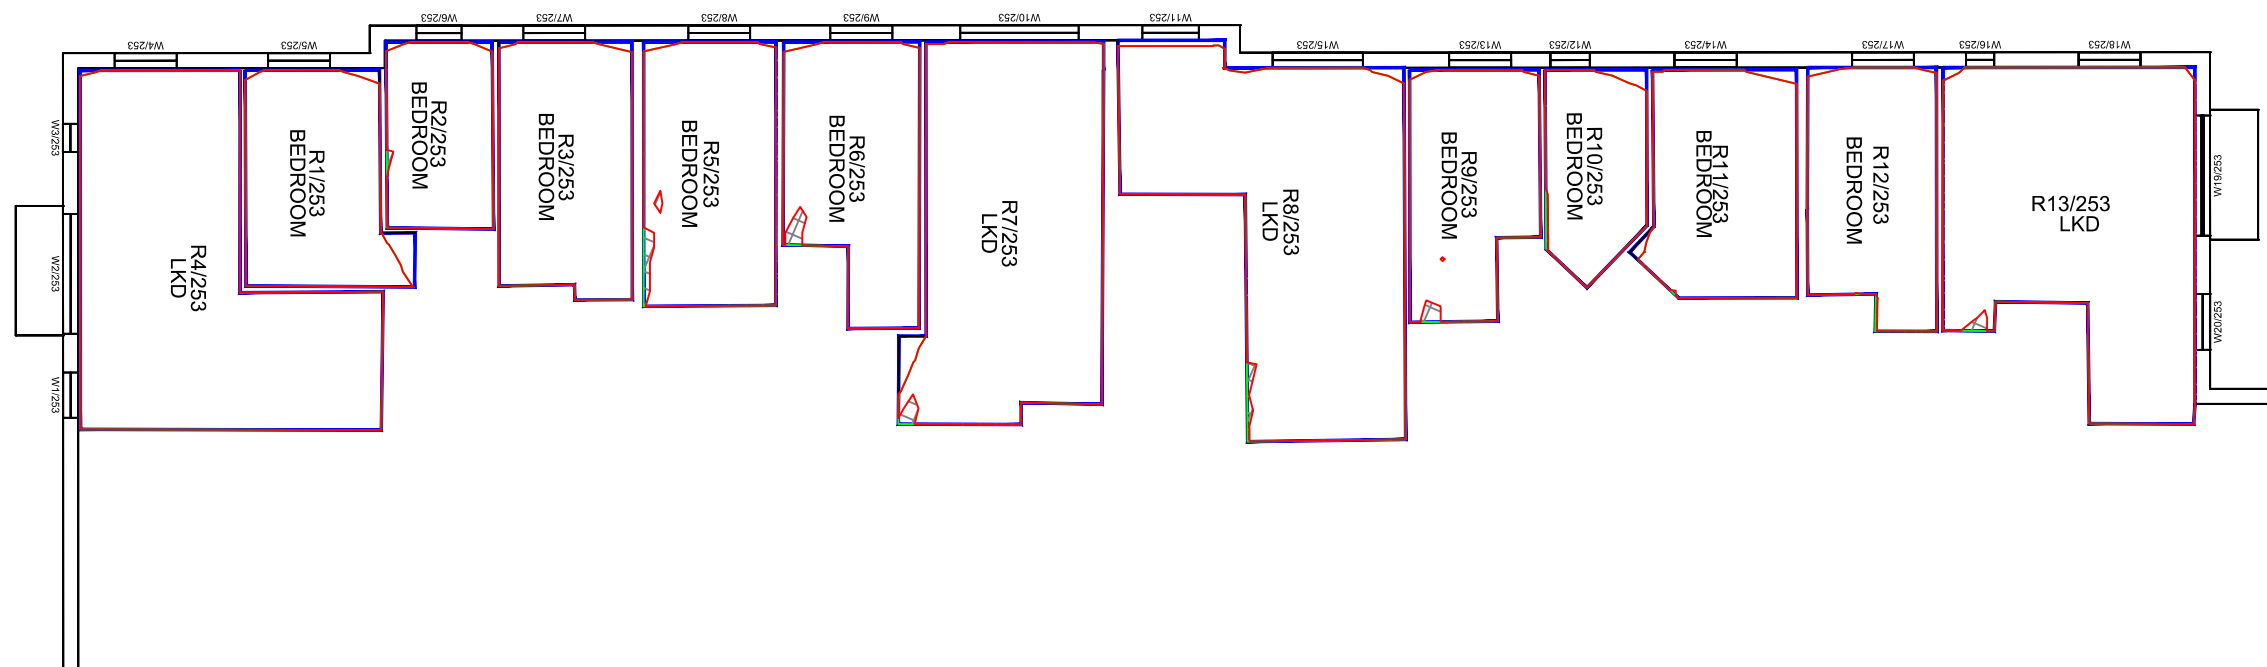 W4/253
W5/253
W6/253
W7/253
W8/253
W9/253
W10/253
W11/253
W15/253
W13/253
W12/253
W14/253
W17/253
W16/253
W18/253
W3/253
W2/253
W1/253
R4/253
LKD
R1/253
BEDROOM
R2/253
BEDROOM
R3/253
BEDROOM
R5/253
BEDROOM
R6/253
BEDROOM
R7/253
LKD
R8/253
LKD
R9/253
BEDROOM
R10/253
BEDROOM
R11/253
BEDROOM
R12/253
BEDROOM
R13/253
LKD
W19/253
W20/253